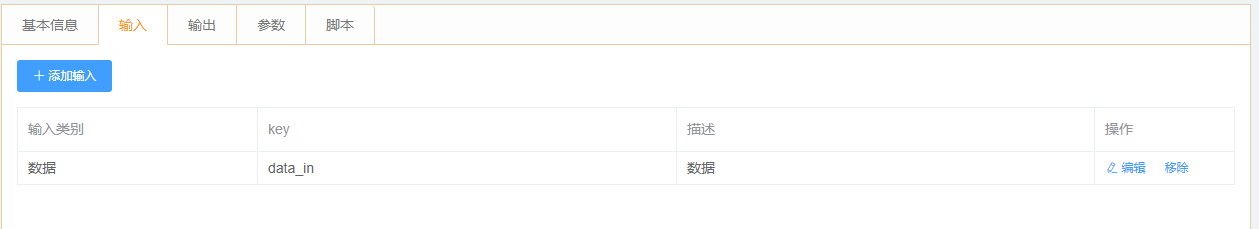 基本信息 输入 输出 参数 脚本
添加输入
输入类别 key 描述 操作
数据 data_in 数据 编辑 移除